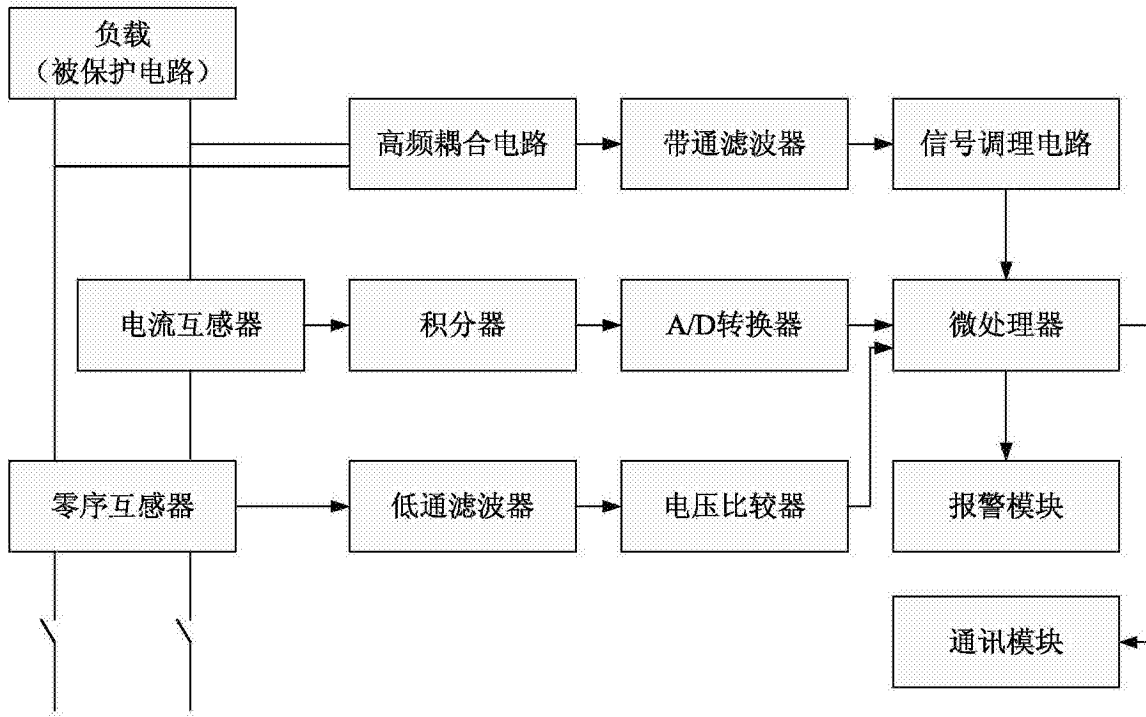 负载
（被保护电路）
高频耦合电路
带通滤波器
信号调理电路
电流互感器
积分器
A/D转换器
微处理器
零序互感器
低通滤波器
电压比较器
报警模块
通讯模块